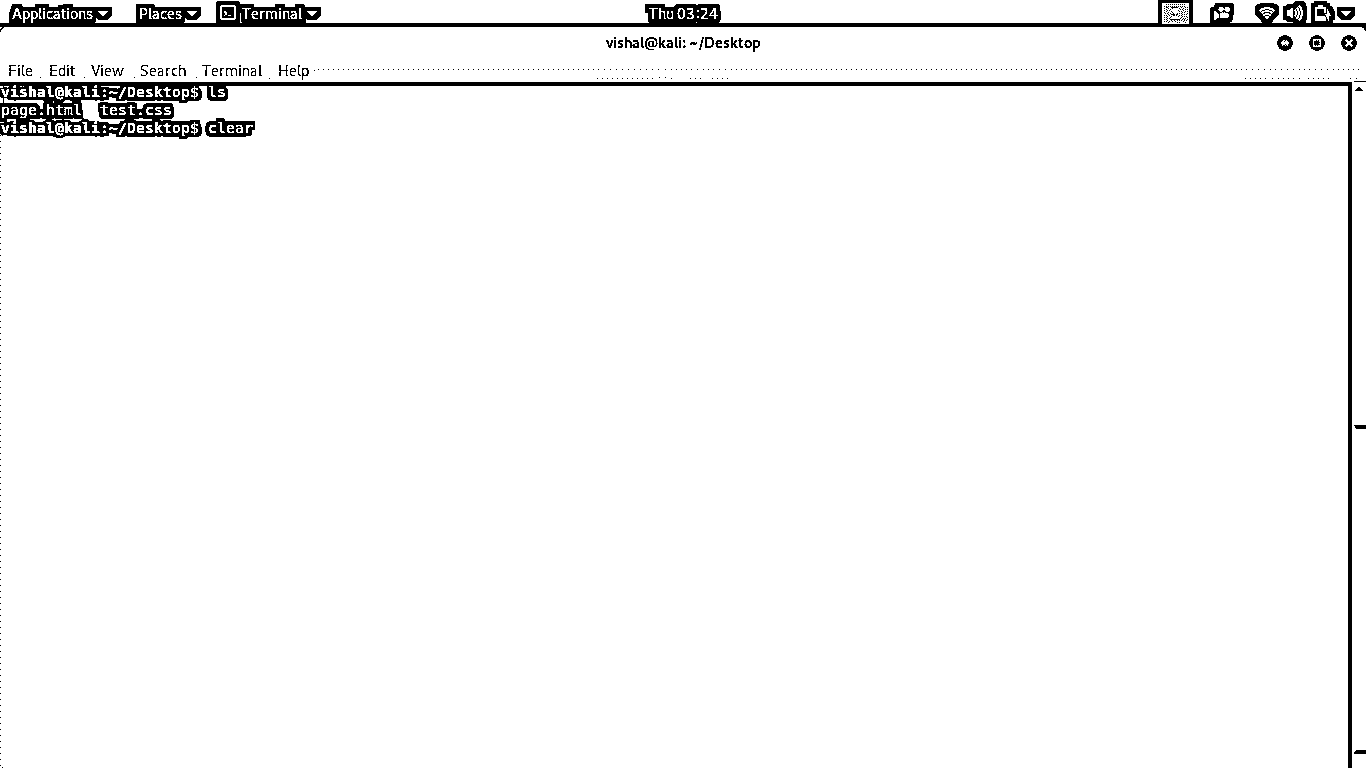 Applications Places Terminal Thu 03:24
vishal@kali: ~/Desktop
File Edit View Search Terminal Help
vishal@kali:~/Desktop$ ls
page.html test.css
vishal@kali:~/Desktop$ clear